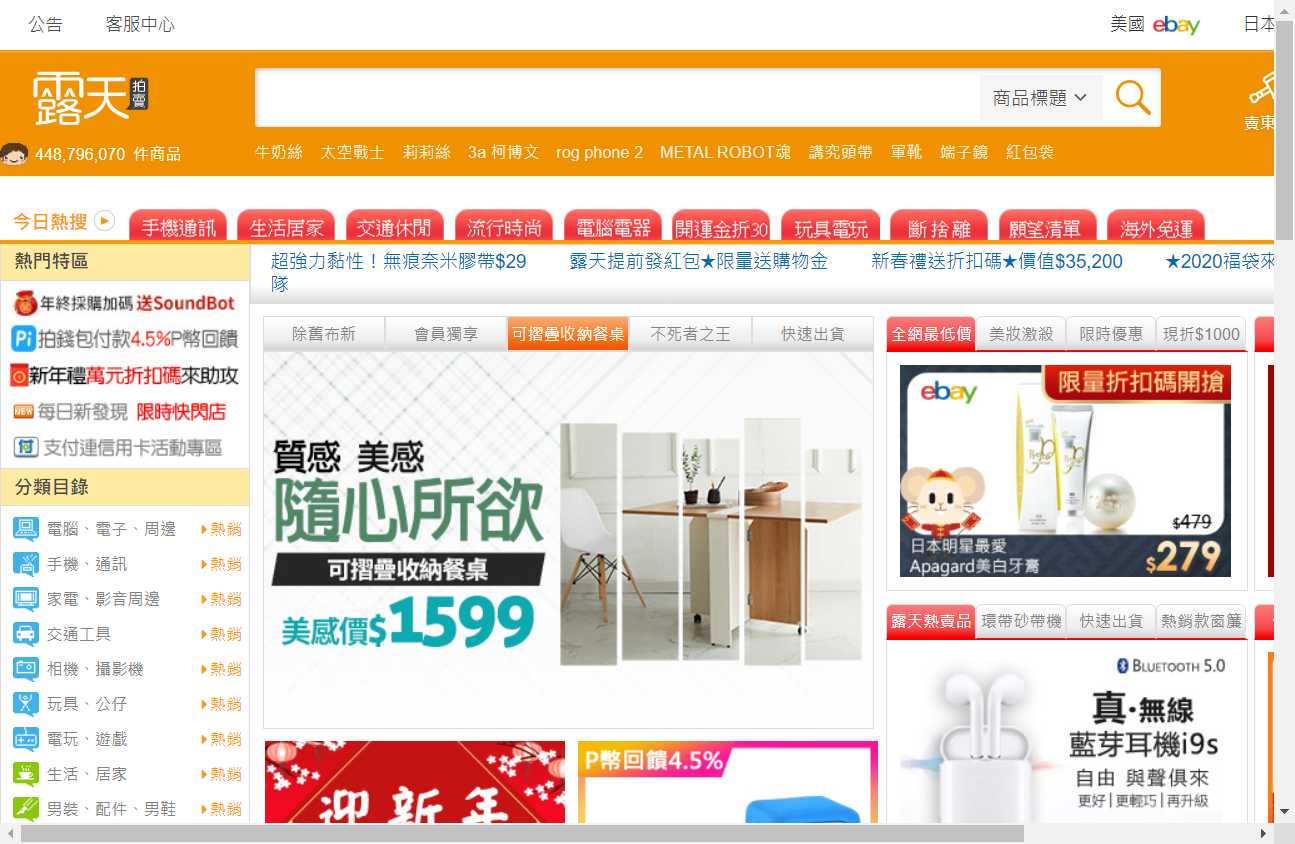 公告
客服中心
美國 ebay
日本
露天拍賣
商品標題
448,796,070 件商品
牛奶絲 太空戰士 莉莉絲 3a 柯博文 rog phone 2 METAL ROBOT魂 講究頭帶 軍靴 端子鏡 紅包袋
賣東
今日熱搜
手機通訊 生活居家 交通休閒 流行時尚 電腦電器 開運金折30 玩具電玩 斷捨離 願望清單 海外免運
熱門特區
超強力黏性！無痕奈米膠帶$29 露天提前發紅包★限量送購物金 新春禮送折扣碼★價值$35,200 ★2020福袋來
隊
年終採購加碼 送SoundBot
Pi 拍錢包付款4.5%P幣回饋
新年禮萬元折扣碼來助攻
NEW 每日新發現 限時快閃店
支付連信用卡活動專區
分類目錄
電腦、電子、周邊 熱銷
手機、通訊 熱銷
家電、影音周邊 熱銷
交通工具 熱銷
相機、攝影機 熱銷
玩具、公仔 熱銷
電玩、遊戲 熱銷
生活、居家 熱銷
男裝、配件、男鞋 熱銷
除舊布新 會員獨享 可摺疊收納餐桌 不死者之王 快速出貨
質感 美感
隨心所欲
可摺疊收納餐桌
美感價$1599
迎新年
P幣回饋4.5%
全網最低價 美妝激殺 限時優惠 現折$1000
ebay
限量折扣碼開搶
$479
日本明星最愛
Apagard美白牙膏
$279
露天熱賣品 環帶砂帶機 快速出貨 熱銷款窗簾
BLUETOOTH 5.0
真·無線
藍芽耳機i9s
自由 與聲俱來
更好|更輕巧|再升級